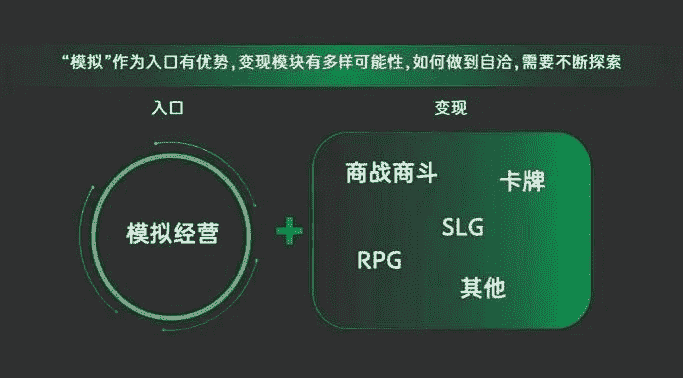 “模拟”作为入口有优势,变现模块有多样可能性,如何做到自洽,需要不断探索
入口
变现
模拟经营
商战商斗
卡牌
SLG
RPG
其他